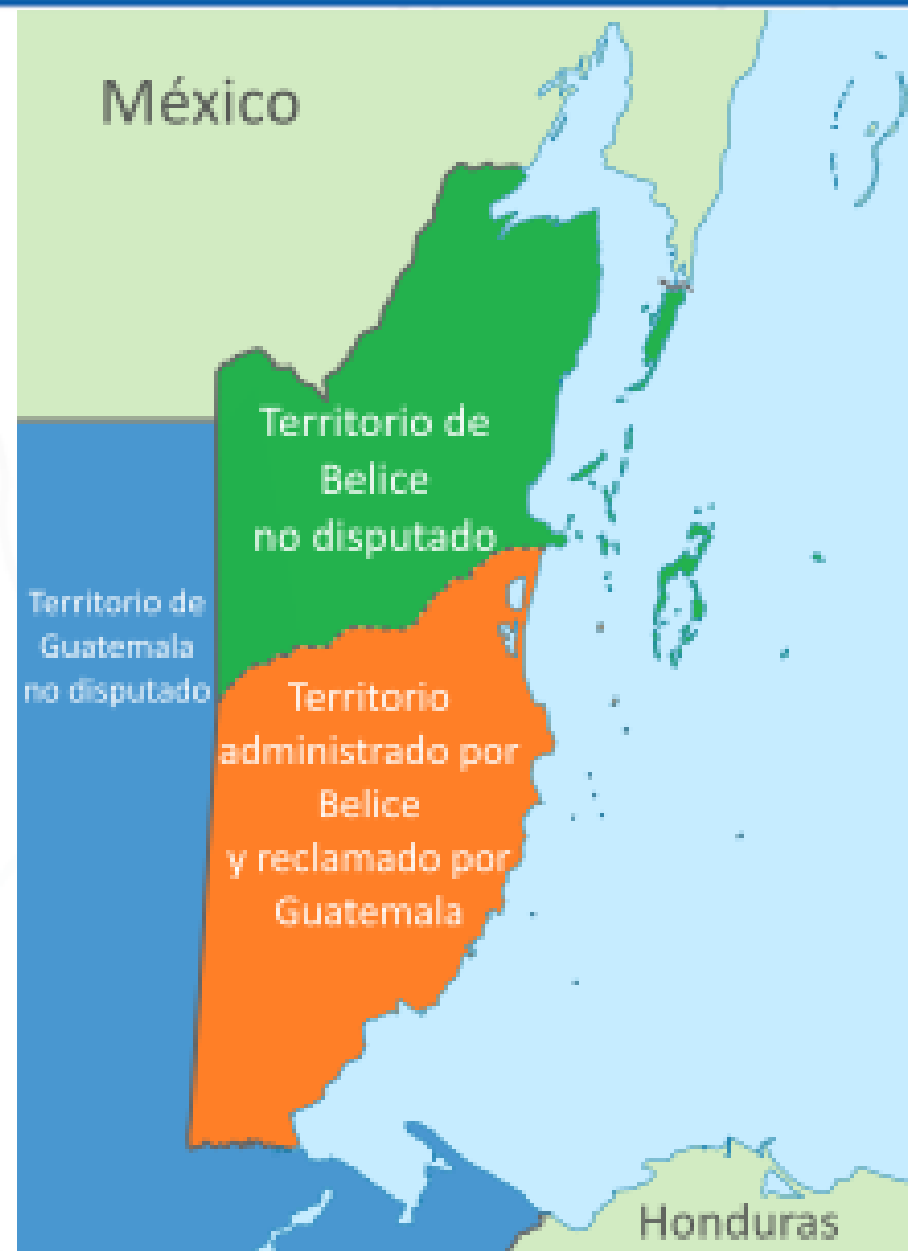 México
Territorio de
Belice
no disputado
Territorio de
Guatemala
no disputado
Territorio
administrado por
Belice
y reclamado por
Guatemala
Honduras